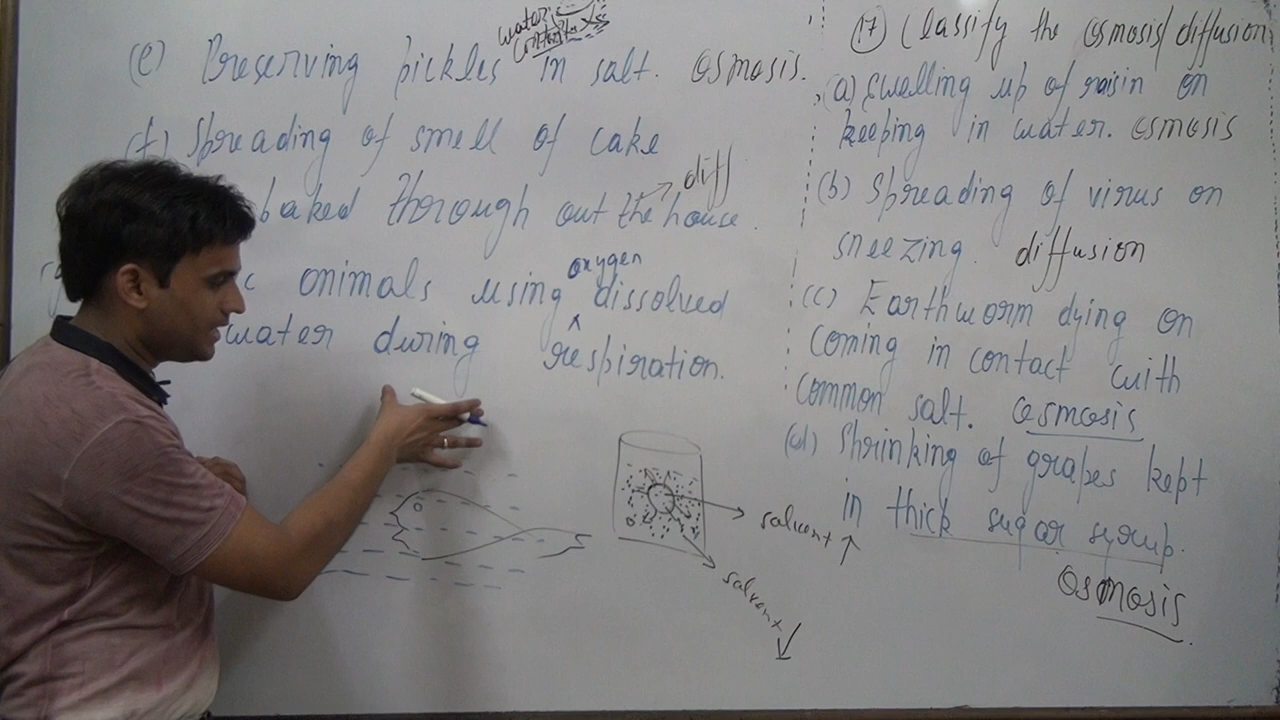 (17) Classify the osmosis/diffusion
(a) Swelling up of raisin on
keeping in water. osmosis
(b) Spreading of virus on
sneezing. diffusion
(c) Earthworm dying on
coming in contact with
common salt. osmosis
(d) Shrinking of grapes kept
in thick sugar syrup.
osmosis
water
(e) Preserving pickles in salt. osmosis.
(f) Spreading of smell of cake
baked thorough out the house. → diff
c animals using oxygen dissolved
water during respiration.
solvent ↑
solvent ↓